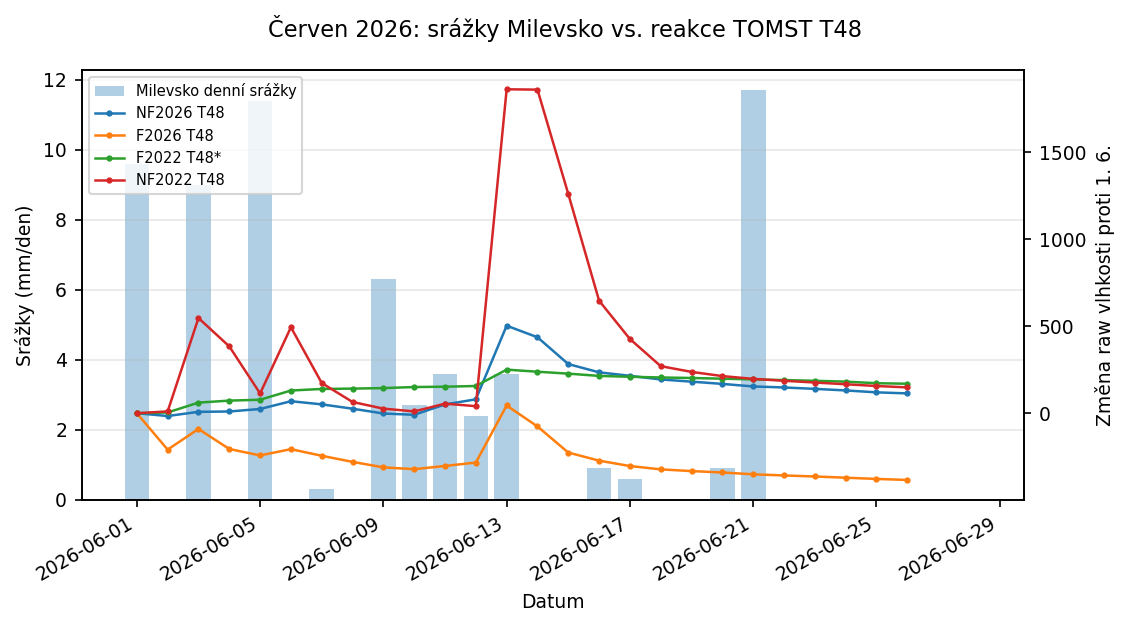 Červen 2026: srážky Milevsko vs. reakce TOMST T48
Milevsko denní srážky
NF2026 T48
F2026 T48
F2022 T48*
NF2022 T48
Srážky (mm/den)
12
10
8
6
4
2
0
1500
1000
500
0
Změna raw vlhkosti proti 1. 6.
2026-06-01
2026-06-05
2026-06-09
2026-06-13
2026-06-17
2026-06-21
2026-06-25
2026-06-29
Datum